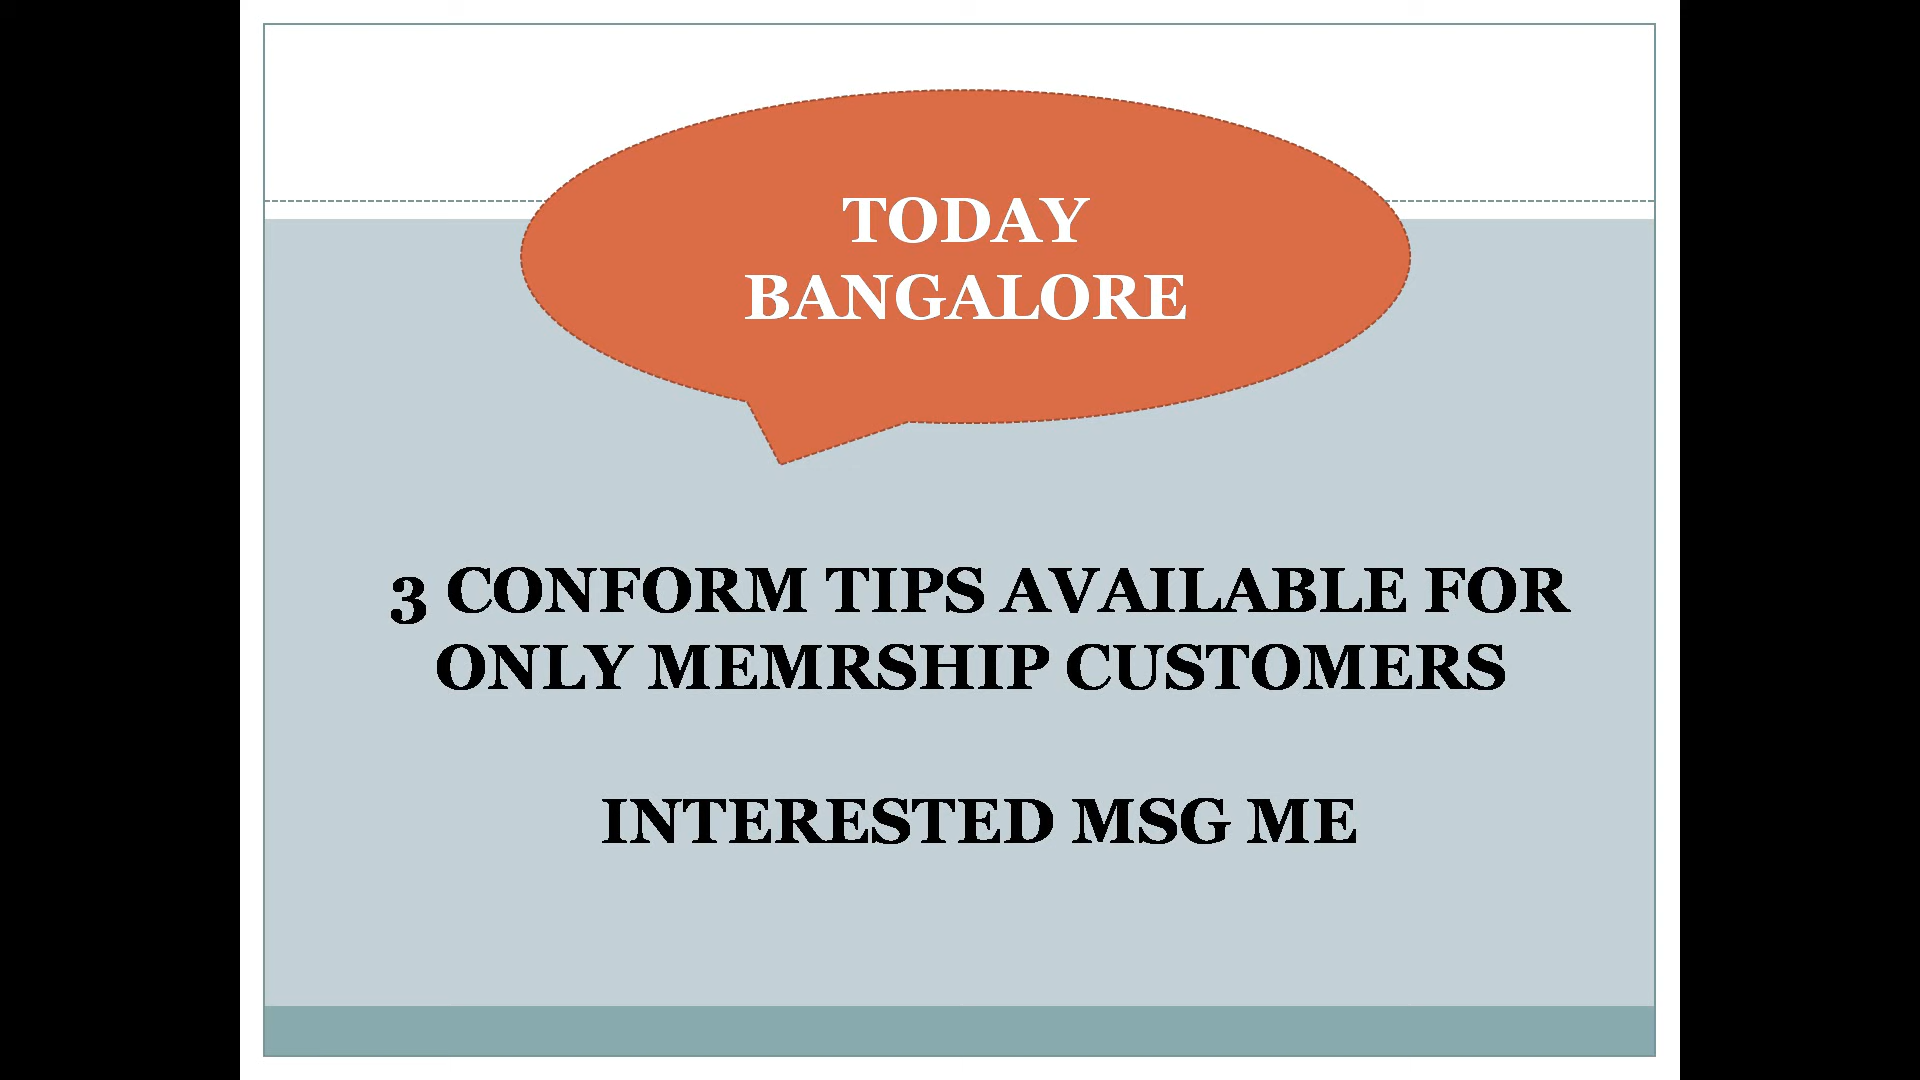 TODAY
BANGALORE
3 CONFORM TIPS AVAILABLE FOR
ONLY MEMRSHIP CUSTOMERS
INTERESTED MSG ME